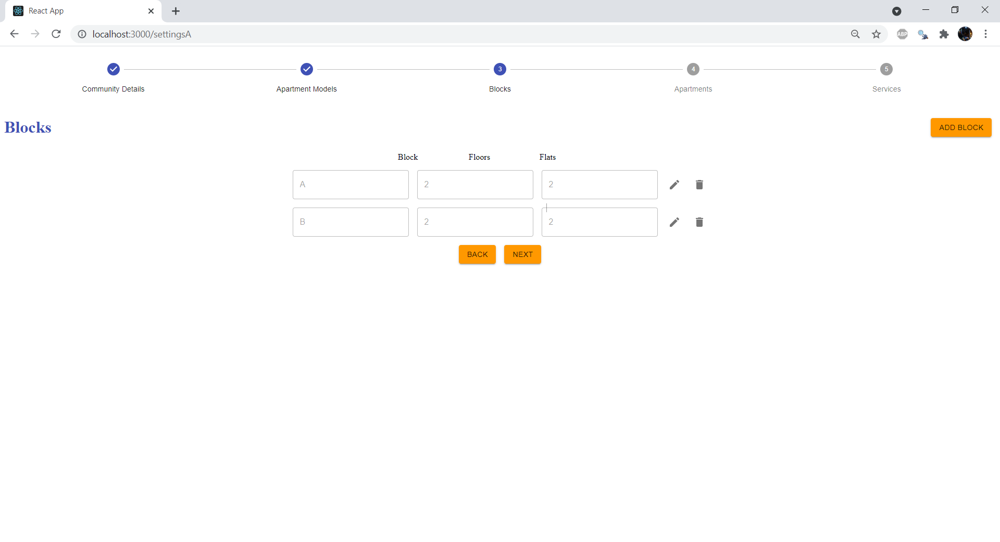 React App
localhost:3000/settingsA
ABP
3
4
5
Community Details
Apartment Models
Blocks
Apartments
Services
Blocks
ADD BLOCK
Block Floors Flats
A 2 2
B 2 2
BACK NEXT